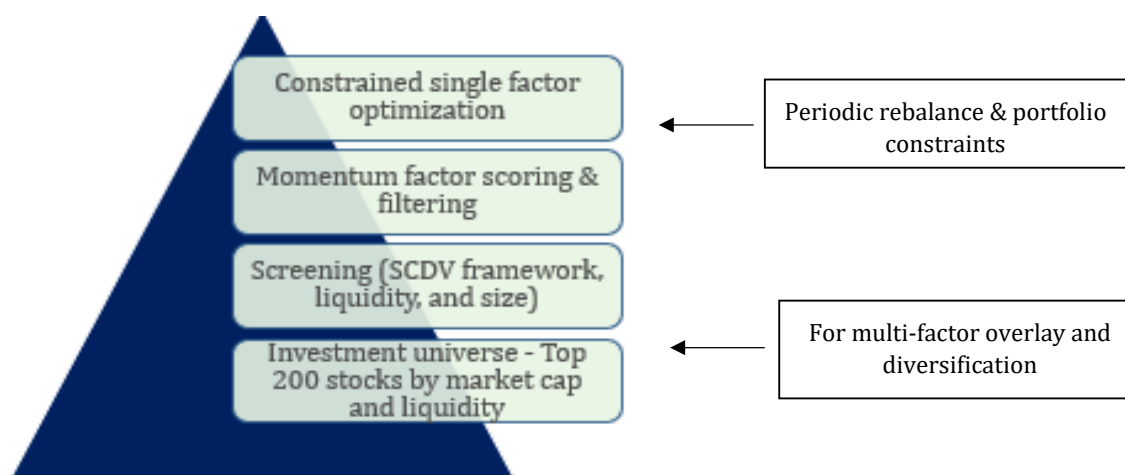 Constrained single factor
optimization
Periodic rebalance & portfolio
constraints
Momentum factor scoring &
filtering
Screening (SCDV framework,
liquidity, and size)
For multi-factor overlay and
diversification
Investment universe - Top
200 stocks by market cap
and liquidity